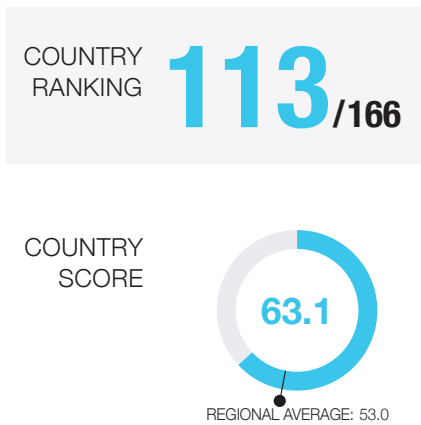 COUNTRY
RANKING
113/166
COUNTRY
SCORE
63.1
REGIONAL AVERAGE: 53.0